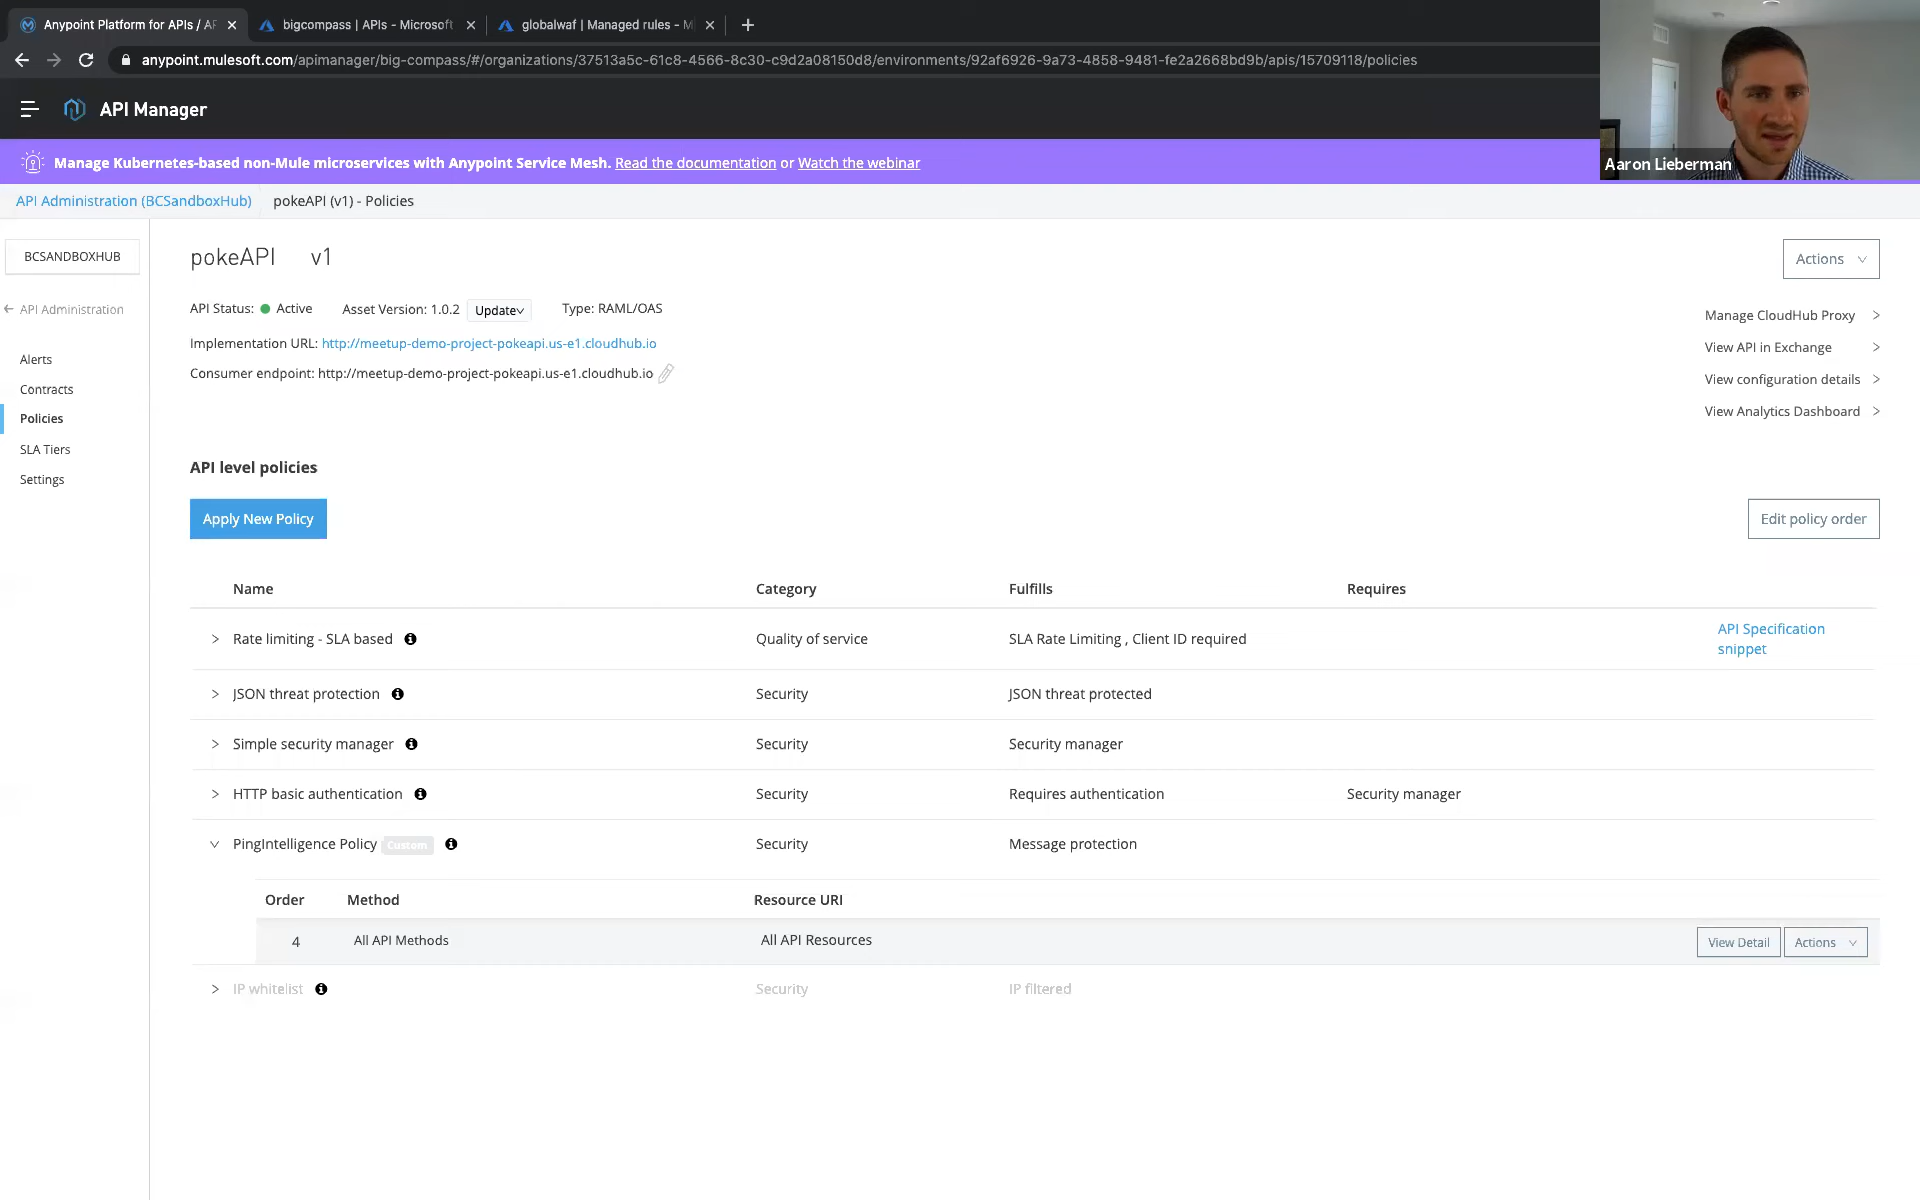 Anypoint Platform for APIs / AF
bigcompass | APIs - Microsoft
globalwaf | Managed rules - M
anypoint.mulesoft.com/apimanager/big-compass/#/organizations/37513a5c-61c8-4566-8c30-c9d2a08150d8/environments/92af6926-9a73-4858-9481-fe2a2668bd9b/apis/15709118/policies
API Manager
Manage Kubernetes-based non-Mule microservices with Anypoint Service Mesh. Read the documentation or Watch the webinar
Aaron Lieberman
API Administration (BCSandboxHub) pokeAPI (v1) - Policies
BCSANDBOXHUB
API Administration
Alerts
Contracts
Policies
SLA Tiers
Settings
pokeAPI v1
Actions
API Status: Active Asset Version: 1.0.2 Update Type: RAML/OAS
Implementation URL: http://meetup-demo-project-pokeapi.us-e1.cloudhub.io
Consumer endpoint: http://meetup-demo-project-pokeapi.us-e1.cloudhub.io
Manage CloudHub Proxy
View API in Exchange
View configuration details
View Analytics Dashboard
API level policies
Apply New Policy
Edit policy order
Name Category Fulfills Requires
Rate limiting - SLA based Quality of service SLA Rate Limiting , Client ID required
API Specification
snippet
JSON threat protection Security JSON threat protected
Simple security manager Security Security manager
HTTP basic authentication Security Requires authentication Security manager
PingIntelligence Policy Custom Security Message protection
Order Method Resource URI
4 All API Methods All API Resources View Detail Actions
IP whitelist Security IP filtered